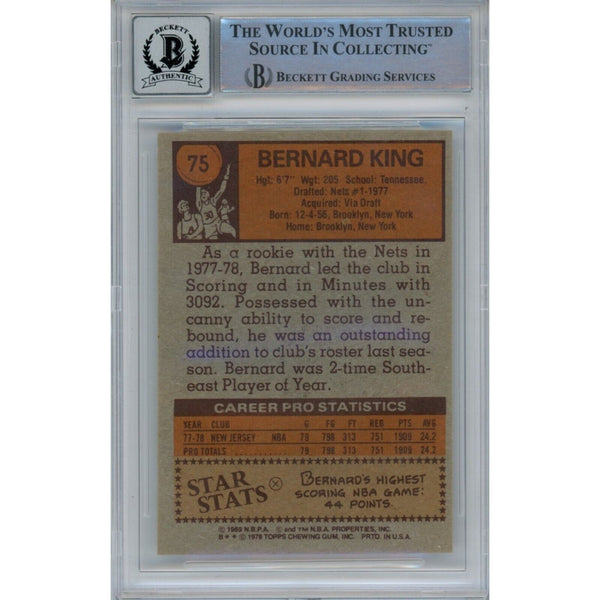 BECKETT
B
AUTHENTIC
THE WORLD'S MOST TRUSTED
SOURCE IN COLLECTING™
B BECKETT GRADING SERVICES
75
BERNARD KING
Hgt: 6'7" Wgt: 205 School: Tennessee
Drafted: Nets #1-1977
Acquired: Via Draft
Born: 12-4-56, Brooklyn, New York
Home: Brooklyn, New York
As a rookie with the Nets in
1977-78, Bernard led the club in
Scoring and in Minutes with
3092. Possessed with the un-
canny ability to score and re-
bound, he was an outstanding
addition to club's roster last sea-
son. Bernard was 2-time South-
east Player of Year.
CAREER PRO STATISTICS
YEAR CLUB G FG FT REB PTS AVG
77-78 NEW JERSEY NBA 79 798 313 751 1909 24.2
PRO TOTALS 79 798 313 751 1909 24.2
STAR STATS
BERNARD'S HIGHEST
SCORING NBA GAME:
44 POINTS.
© 1969 N.B.P.A. © and ™ N.B.A. PROPERTIES, INC.
B ★ ★ © 1978 TOPPS CHEWING GUM, INC. PRTD. IN U.S.A.